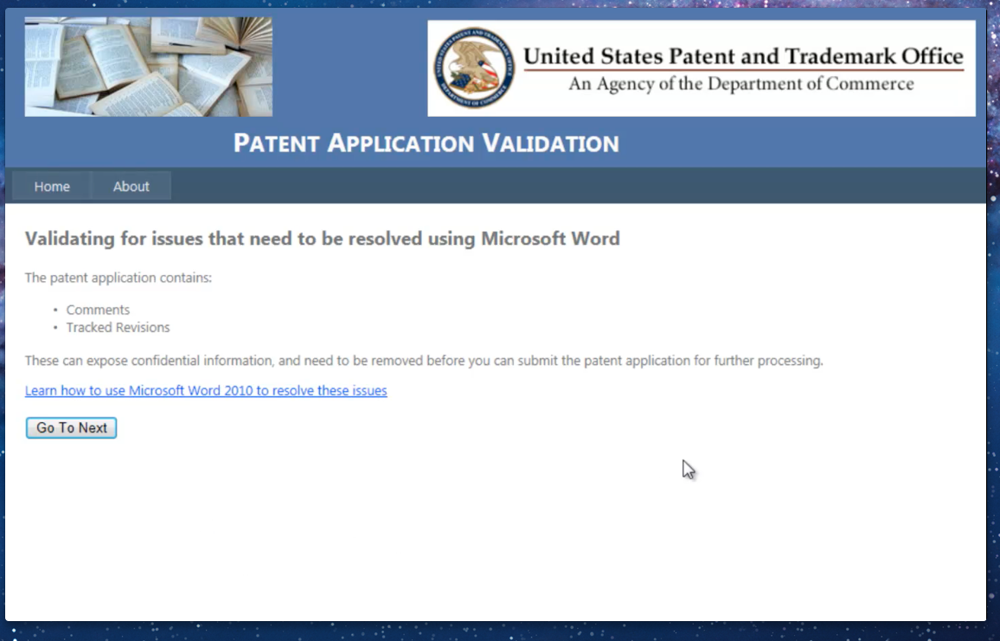 United States Patent and Trademark Office
An Agency of the Department of Commerce
PATENT APPLICATION VALIDATION
Home About
Validating for issues that need to be resolved using Microsoft Word
The patent application contains:
• Comments
• Tracked Revisions
These can expose confidential information, and need to be removed before you can submit the patent application for further processing.
Learn how to use Microsoft Word 2010 to resolve these issues
Go To Next